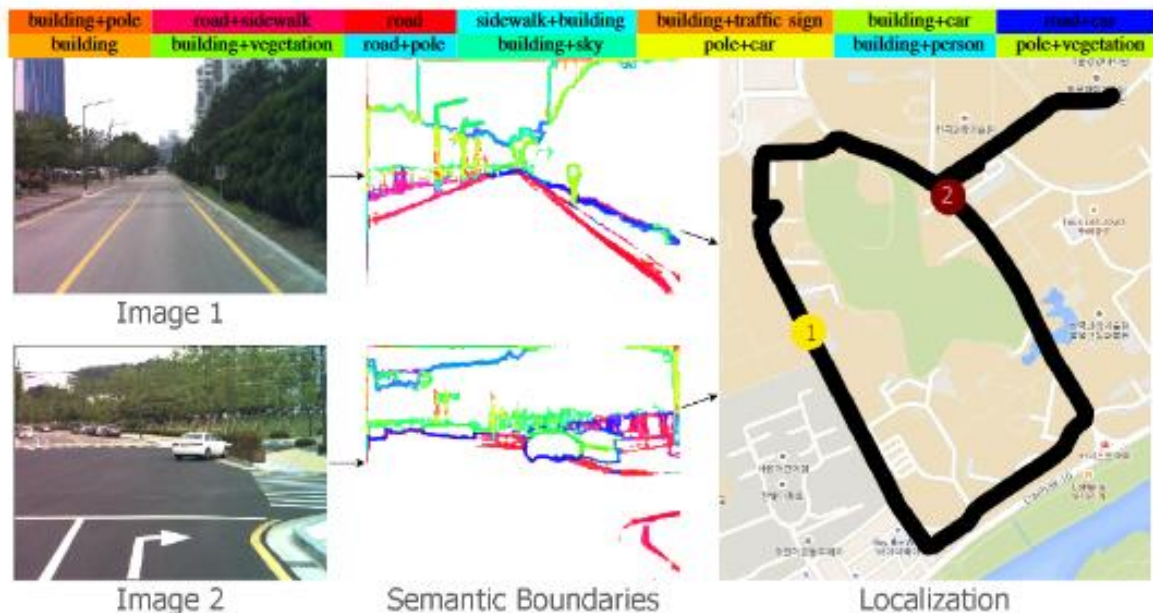 building+pole road+sidewalk road sidewalk+building building+traffic sign building+car road+car
building building+vegetation road+pole building+sky pole+car building+person pole+vegetation
2
1
Image 1
Image 2
Semantic Boundaries
Localization